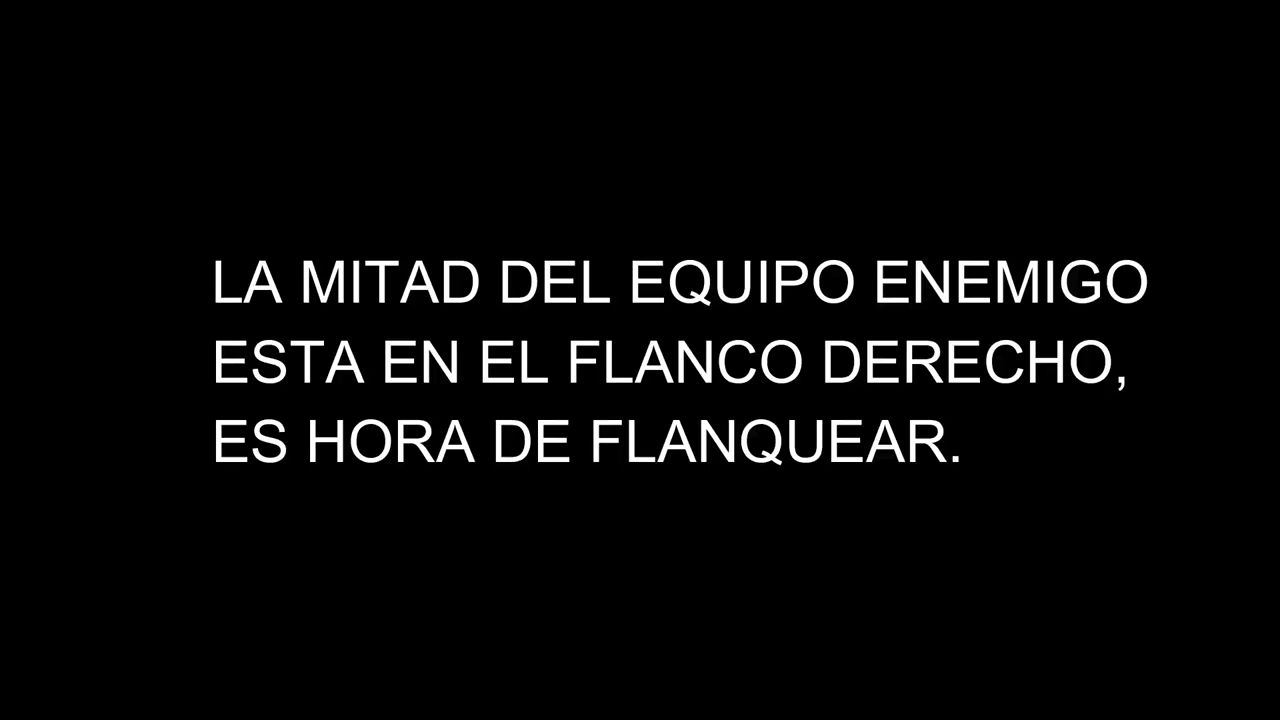 LA MITAD DEL EQUIPO ENEMIGO
ESTA EN EL FLANCO DERECHO,
ES HORA DE FLANQUEAR.